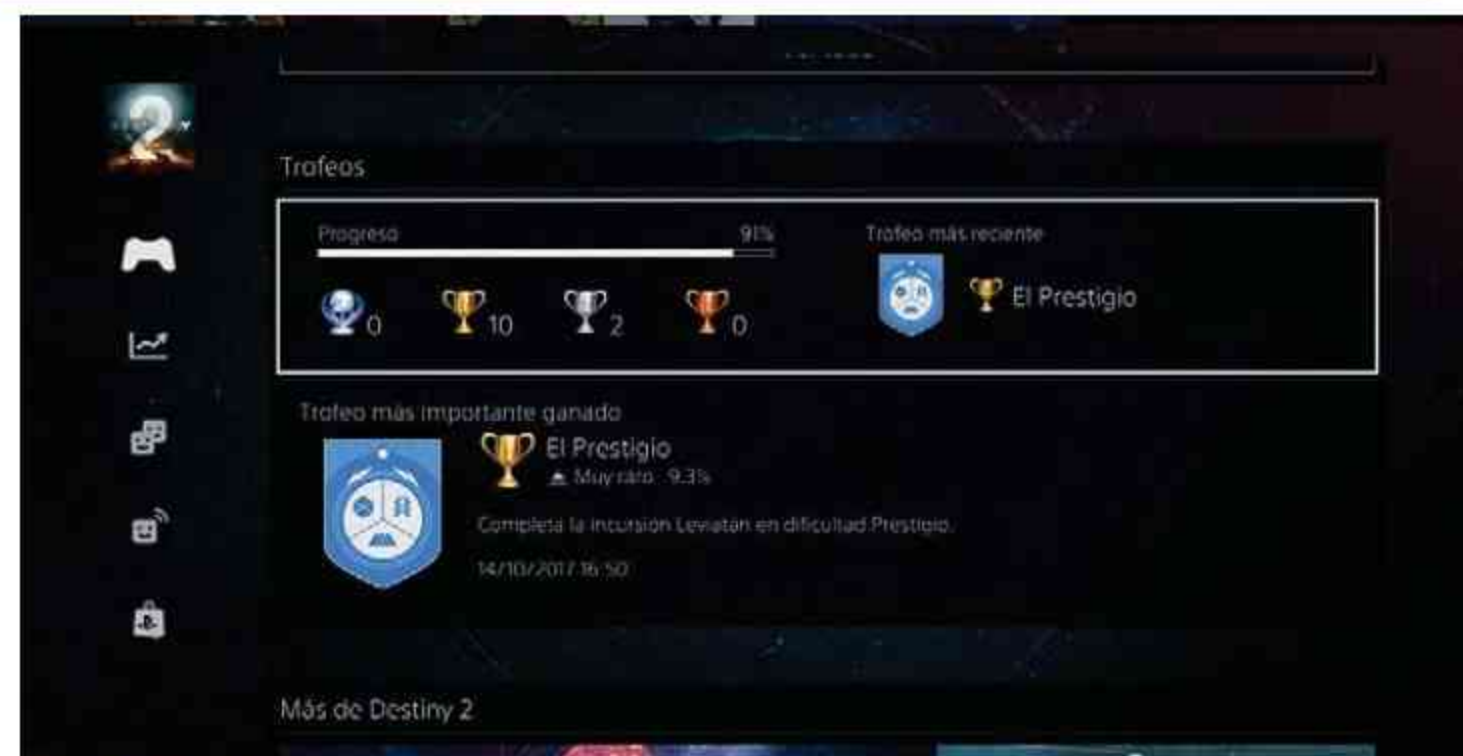 2
Trofeos
Progreso 91% Trofeo más reciente
0 10 2 0 El Prestigio
Trofeo más importante ganado
El Prestigio
Muy raro 9.3%
Completa la incursión Leviatán en dificultad Prestigio.
14/10/2017 16:50
Más de Destiny 2